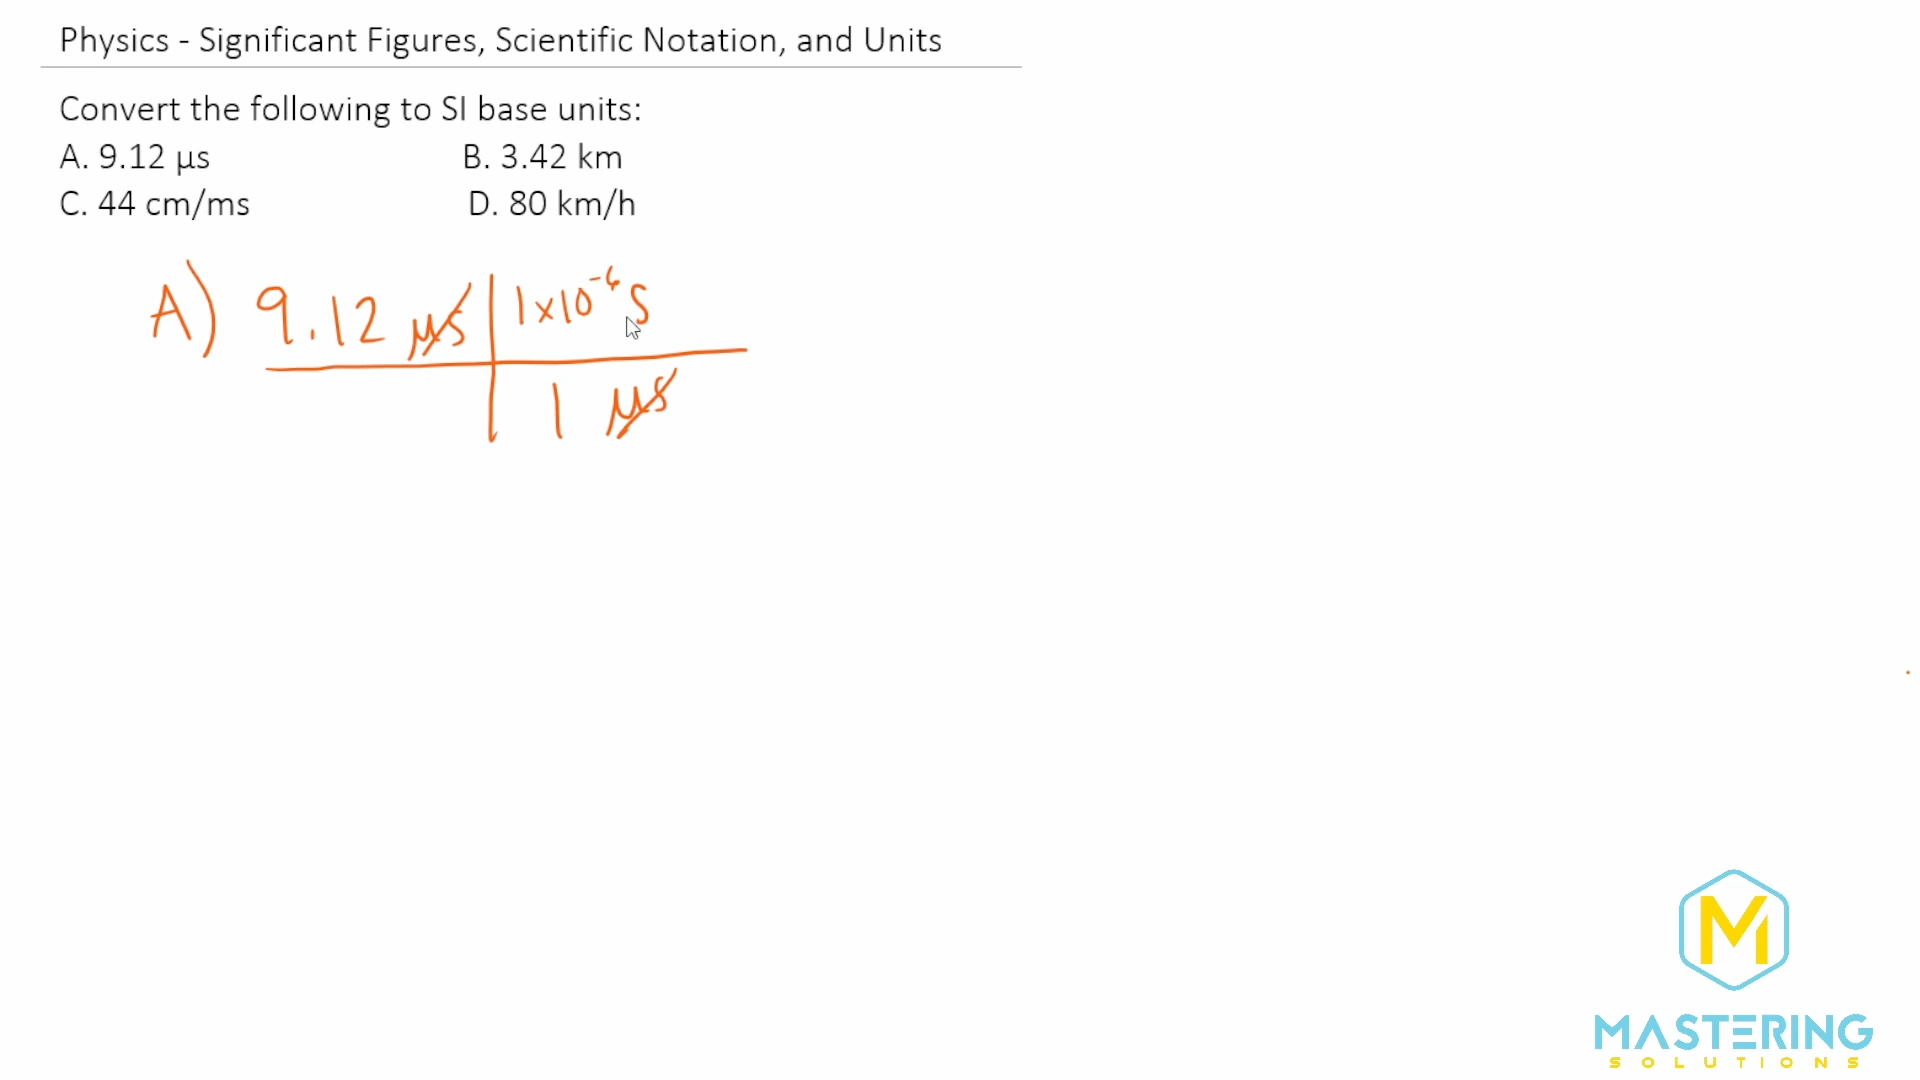 Physics - Significant Figures, Scientific Notation, and Units
Convert the following to SI base units:
A. 9.12 µs B. 3.42 km
C. 44 cm/ms D. 80 km/h
A) 9.12 µs | 1x10⁻⁶ s
1 µs
MASTERING
SOLUTIONS